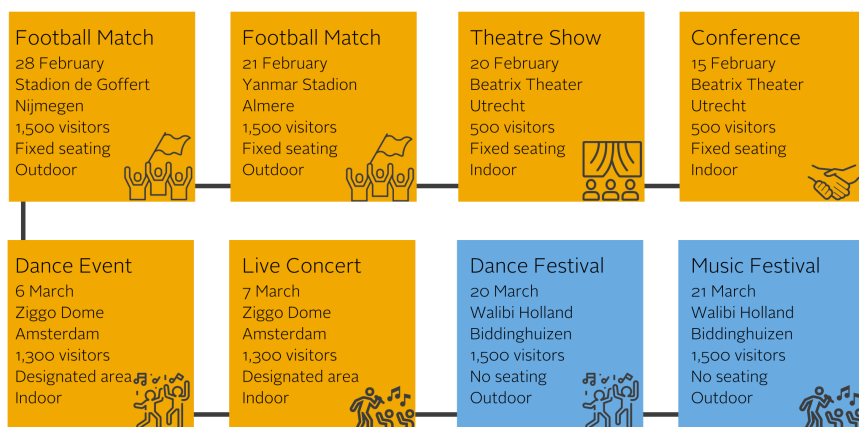 Football Match
28 February
Stadion de Goffert
Nijmegen
1,500 visitors
Fixed seating
Outdoor
Football Match
21 February
Yanmar Stadion
Almere
1,500 visitors
Fixed seating
Outdoor
Theatre Show
20 February
Beatrix Theater
Utrecht
500 visitors
Fixed seating
Indoor
Conference
15 February
Beatrix Theater
Utrecht
500 visitors
Fixed seating
Indoor
Dance Event
6 March
Ziggo Dome
Amsterdam
1,300 visitors
Designated area
Indoor
Live Concert
7 March
Ziggo Dome
Amsterdam
1,300 visitors
Designated area
Indoor
Dance Festival
20 March
Walibi Holland
Biddinghuizen
1,500 visitors
No seating
Outdoor
Music Festival
21 March
Walibi Holland
Biddinghuizen
1,500 visitors
No seating
Outdoor